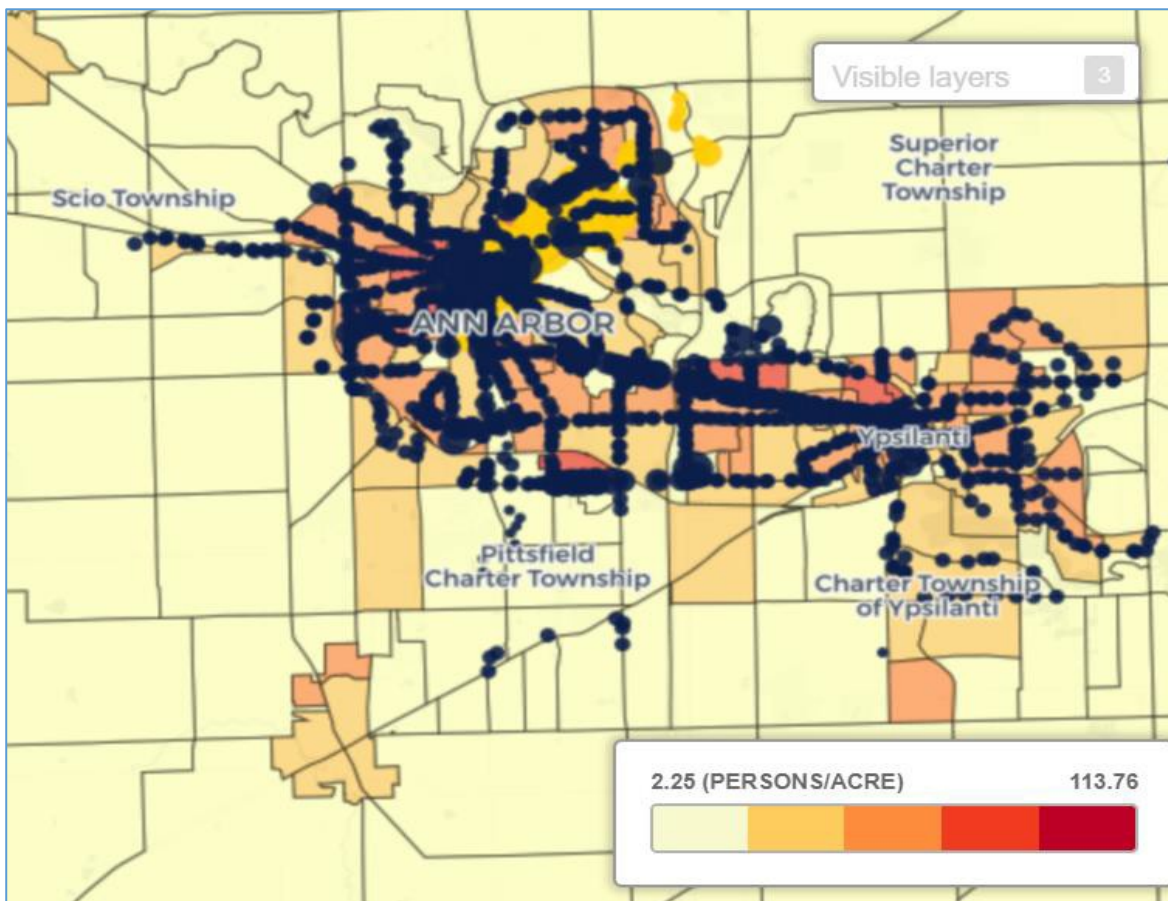 Visible layers 3
Superior
Charter
Township
Scio Township
ANN ARBOR
Ypsilanti
Pittsfield
Charter Township
Charter Township
of Ypsilanti
2.25 (PERSONS/ACRE) 113.76